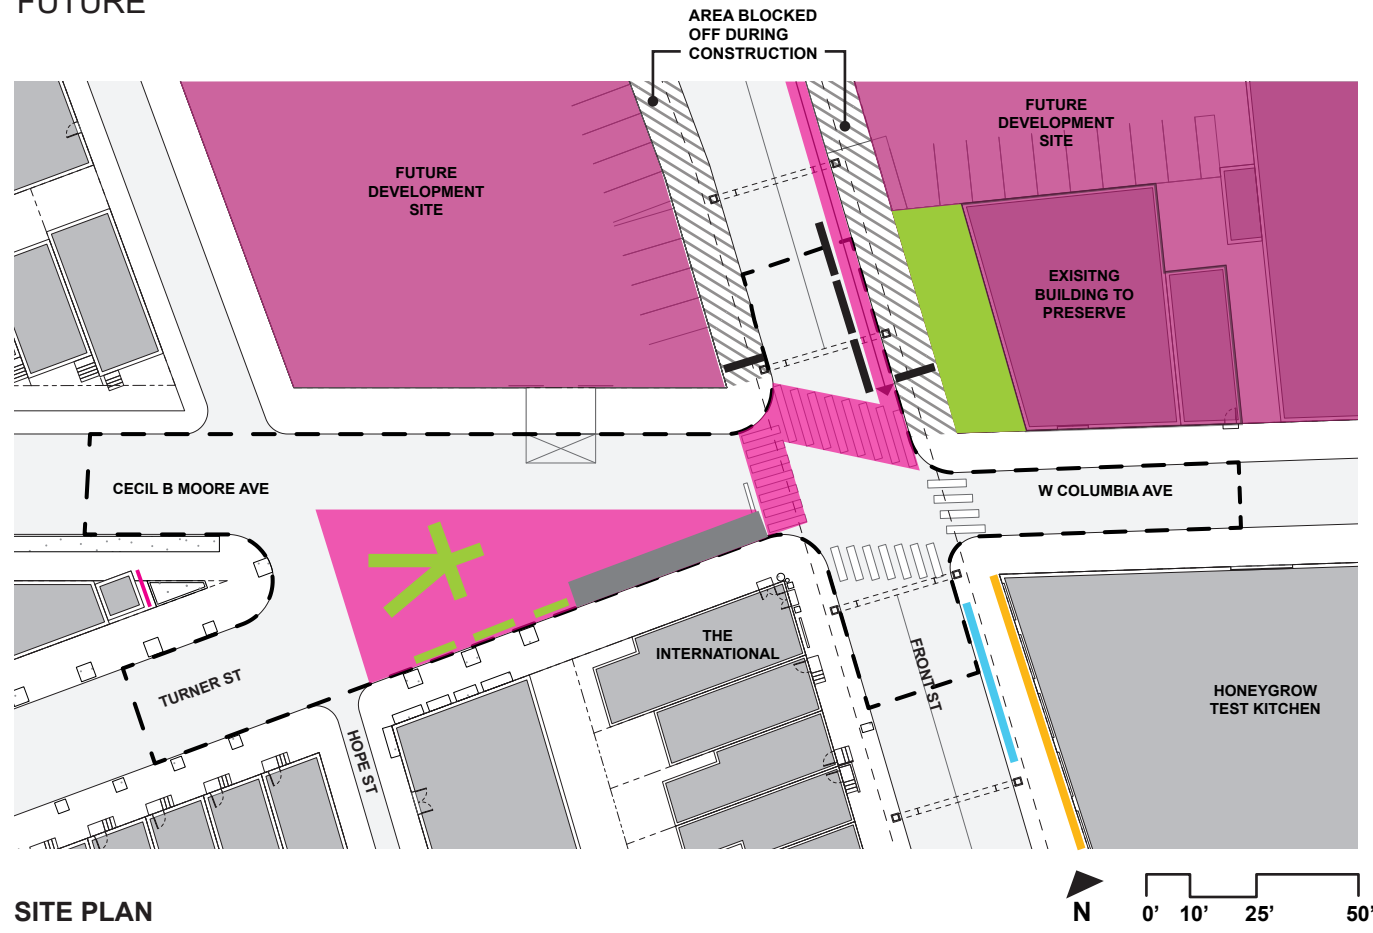 FUTURE
AREA BLOCKED
OFF DURING
CONSTRUCTION
FUTURE
DEVELOPMENT
SITE
FUTURE
DEVELOPMENT
SITE
EXISITNG
BUILDING TO
PRESERVE
CECIL B MOORE AVE
W COLUMBIA AVE
THE
INTERNATIONAL
TURNER ST
FRONT ST
HOPE ST
HONEYGROW
TEST KITCHEN
SITE PLAN
N
0' 10' 25' 50'